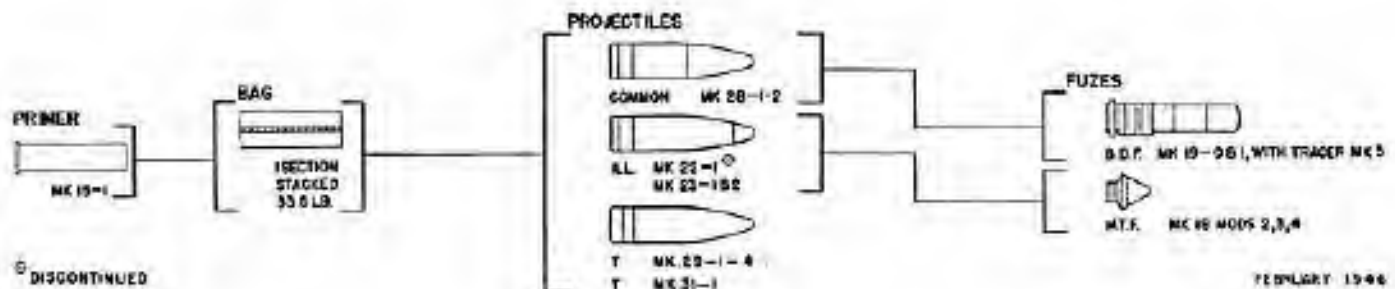 PROJECTILES
COMMON MK 28-1-2
BAG
FUZES
PRIMER
MK 15-1
1 SECTION
STACKED
33.5 LB.
ILL. MK 22-1⊖
MK 23-1&2
B.D.F. MK 19-0&1, WITH TRACER MK 5
M.T.F. MK 18 MODS 2,3,4
T MK. 29-1-4
T MK. 31-1
⊖ DISCONTINUED
FEBRUARY 1946